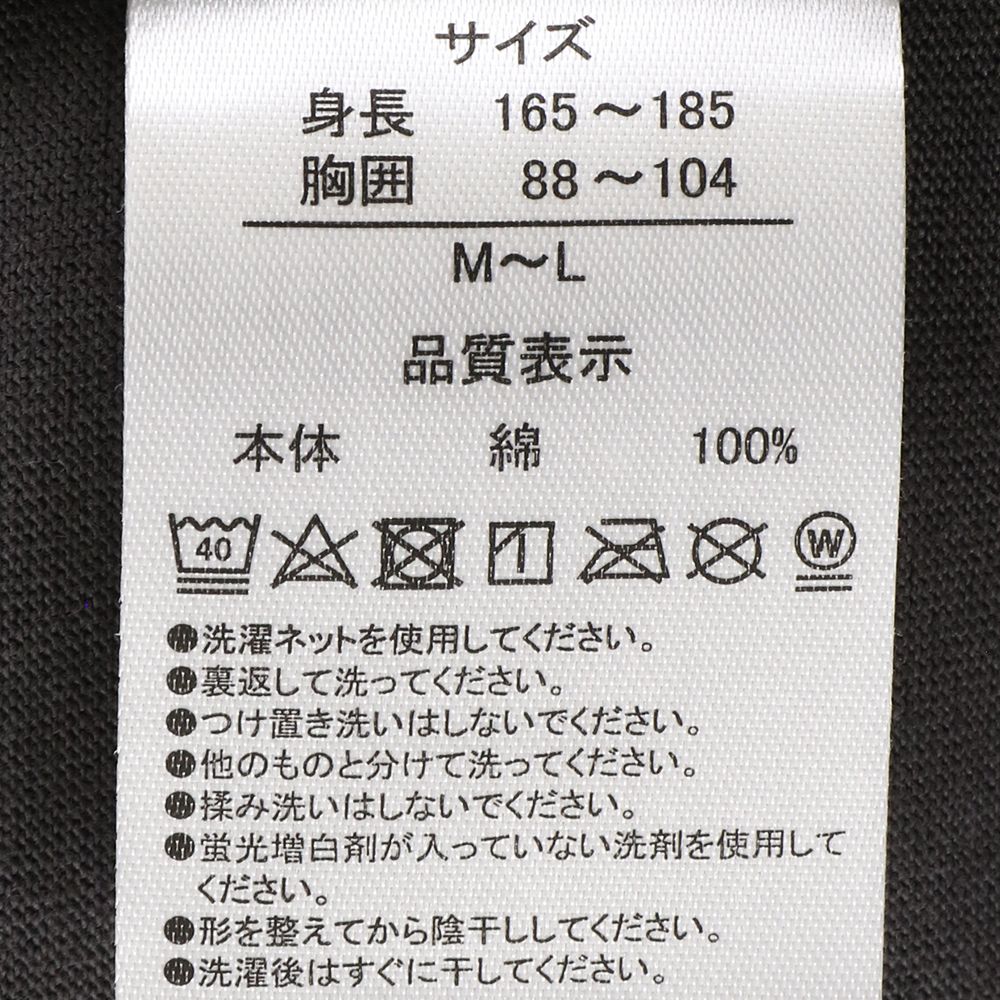 サイズ
身長 165～185
胸囲 88～104
M～L
品質表示
本体 綿 100%
40 W
●洗濯ネットを使用してください。
●裏返して洗ってください。
●つけ置き洗いはしないでください。
●他のものと分けて洗ってください。
●揉み洗いはしないでください。
●蛍光増白剤が入っていない洗剤を使用して
ください。
●形を整えてから陰干ししてください。
●洗濯後はすぐに干してください。